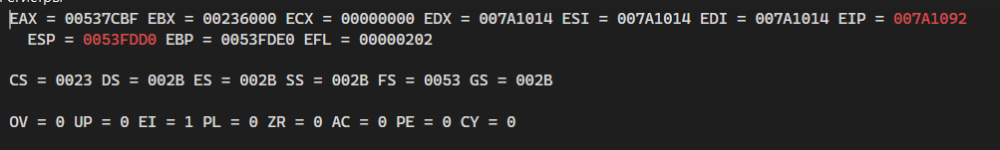 EAX = 00537CBF EBX = 00236000 ECX = 00000000 EDX = 007A1014 ESI = 007A1014 EDI = 007A1014 EIP = 007A1092
ESP = 0053FDD0 EBP = 0053FDE0 EFL = 00000202
CS = 0023 DS = 002B ES = 002B SS = 002B FS = 0053 GS = 002B
OV = 0 UP = 0 EI = 1 PL = 0 ZR = 0 AC = 0 PE = 0 CY = 0